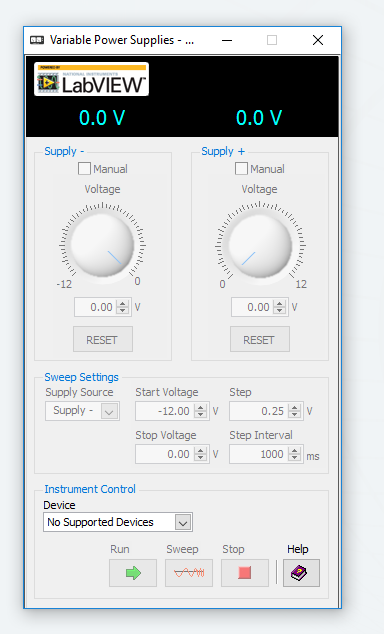 Variable Power Supplies - ...
POWERED BY
NATIONAL INSTRUMENTS
LabVIEW™
0.0 V 0.0 V
Supply - Supply +
Manual Manual
Voltage Voltage
-12 0 0 12
0.00 V 0.00 V
RESET RESET
Sweep Settings
Supply Source Start Voltage Step
Supply - -12.00 V 0.25 V
Stop Voltage Step Interval
0.00 V 1000 ms
Instrument Control
Device
No Supported Devices
Run Sweep Stop Help